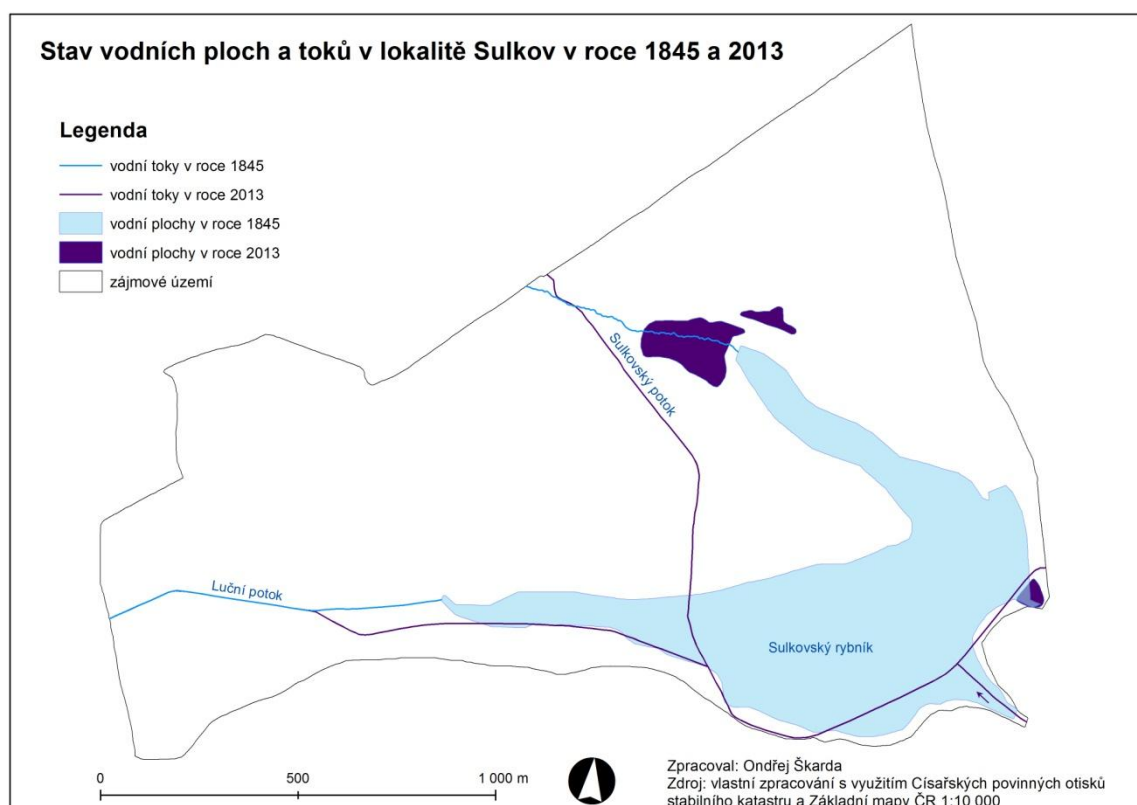 Stav vodních ploch a toků v lokalitě Sulkov v roce 1845 a 2013
Legenda
vodní toky v roce 1845
vodní toky v roce 2013
vodní plochy v roce 1845
vodní plochy v roce 2013
zájmové území
Sulkovský potok
Luční potok
Sulkovský rybník
0 500 1 000 m
Zpracoval: Ondřej Škarda
Zdroj: vlastní zpracování s využitím Císařských povinných otisků
stabilního katastru a Základní mapy ČR 1:10 000